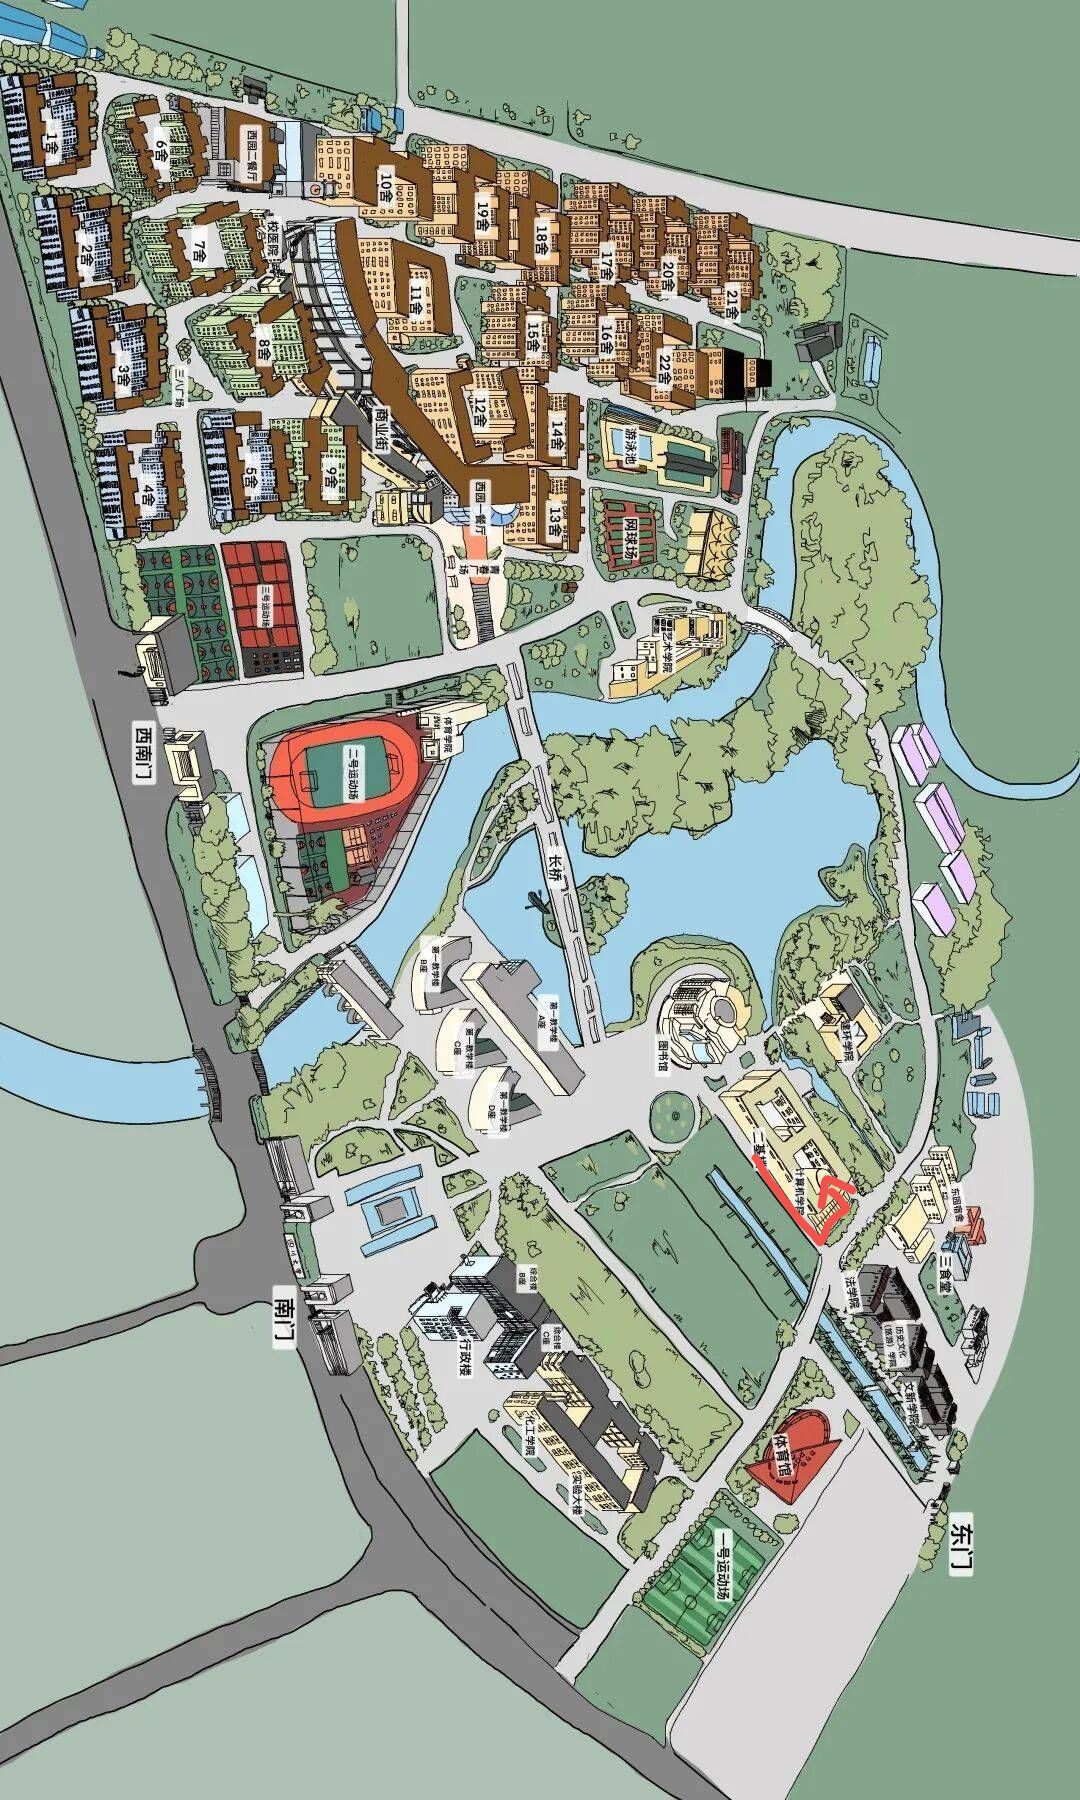 东门
东园宿舍
三食堂
文新学院
历史文化
（旅游）学院
法学院
建环学院
计算机学院
二基楼
体育馆
一号运动场
图书馆
21舍
20舍
22舍
17舍
16舍
游泳池
网球场
艺术学院
14舍
13舍
18舍
15舍
长桥
第一教学楼
A座
实验大楼
综合楼
C座
综合楼
B座
化工学院
19舍
12舍
西园一餐厅
青春广场
第一教学楼
D座
第一教学楼
C座
第一教学楼
B座
行政楼
体育学院
11舍
10舍
商业街
二号运动场
9舍
南门
四川大学
校医院
8舍
5舍
三号运动场
西园二餐厅
7舍
三八广场
6舍
4舍
西南门
3舍
2舍
1舍